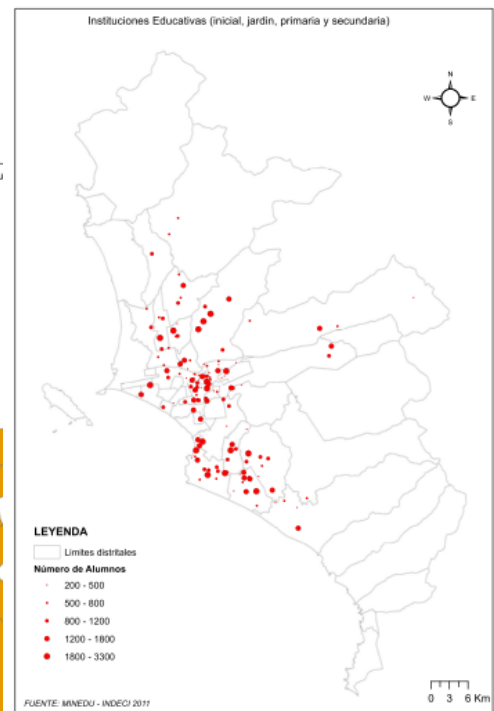 Instituciones Educativas (inicial, jardin, primaria y secundaria)
N
W E
S
LEYENDA
Limites distritales
Número de Alumnos
200 - 500
500 - 800
800 - 1200
1200 - 1800
1800 - 3300
0 3 6 Km
FUENTE: MINEDU - INDECI 2011